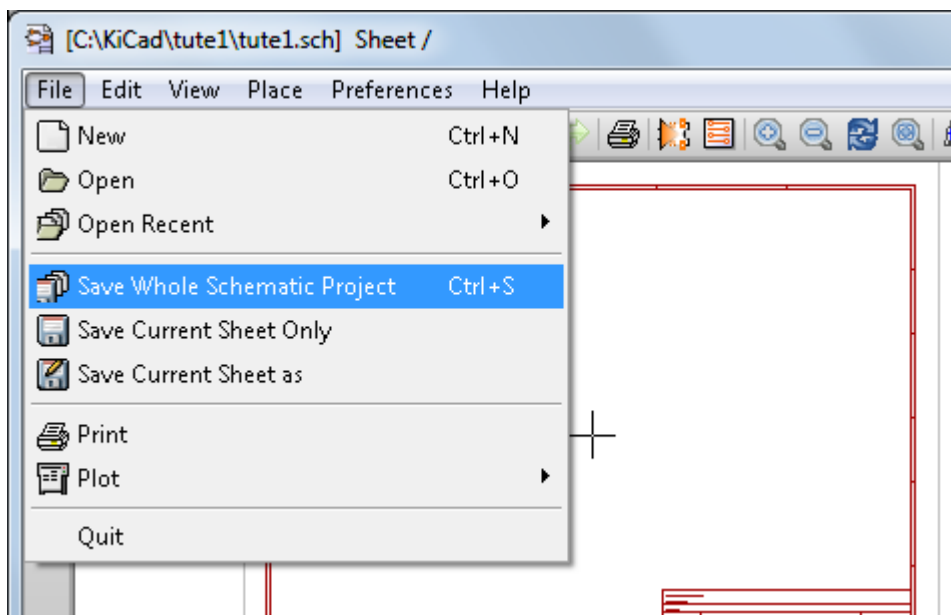 [C:\KiCad\tute1\tute1.sch] Sheet /
File Edit View Place Preferences Help
New Ctrl+N
Open Ctrl+O
Open Recent
Save Whole Schematic Project Ctrl+S
Save Current Sheet Only
Save Current Sheet as
Print
Plot
Quit